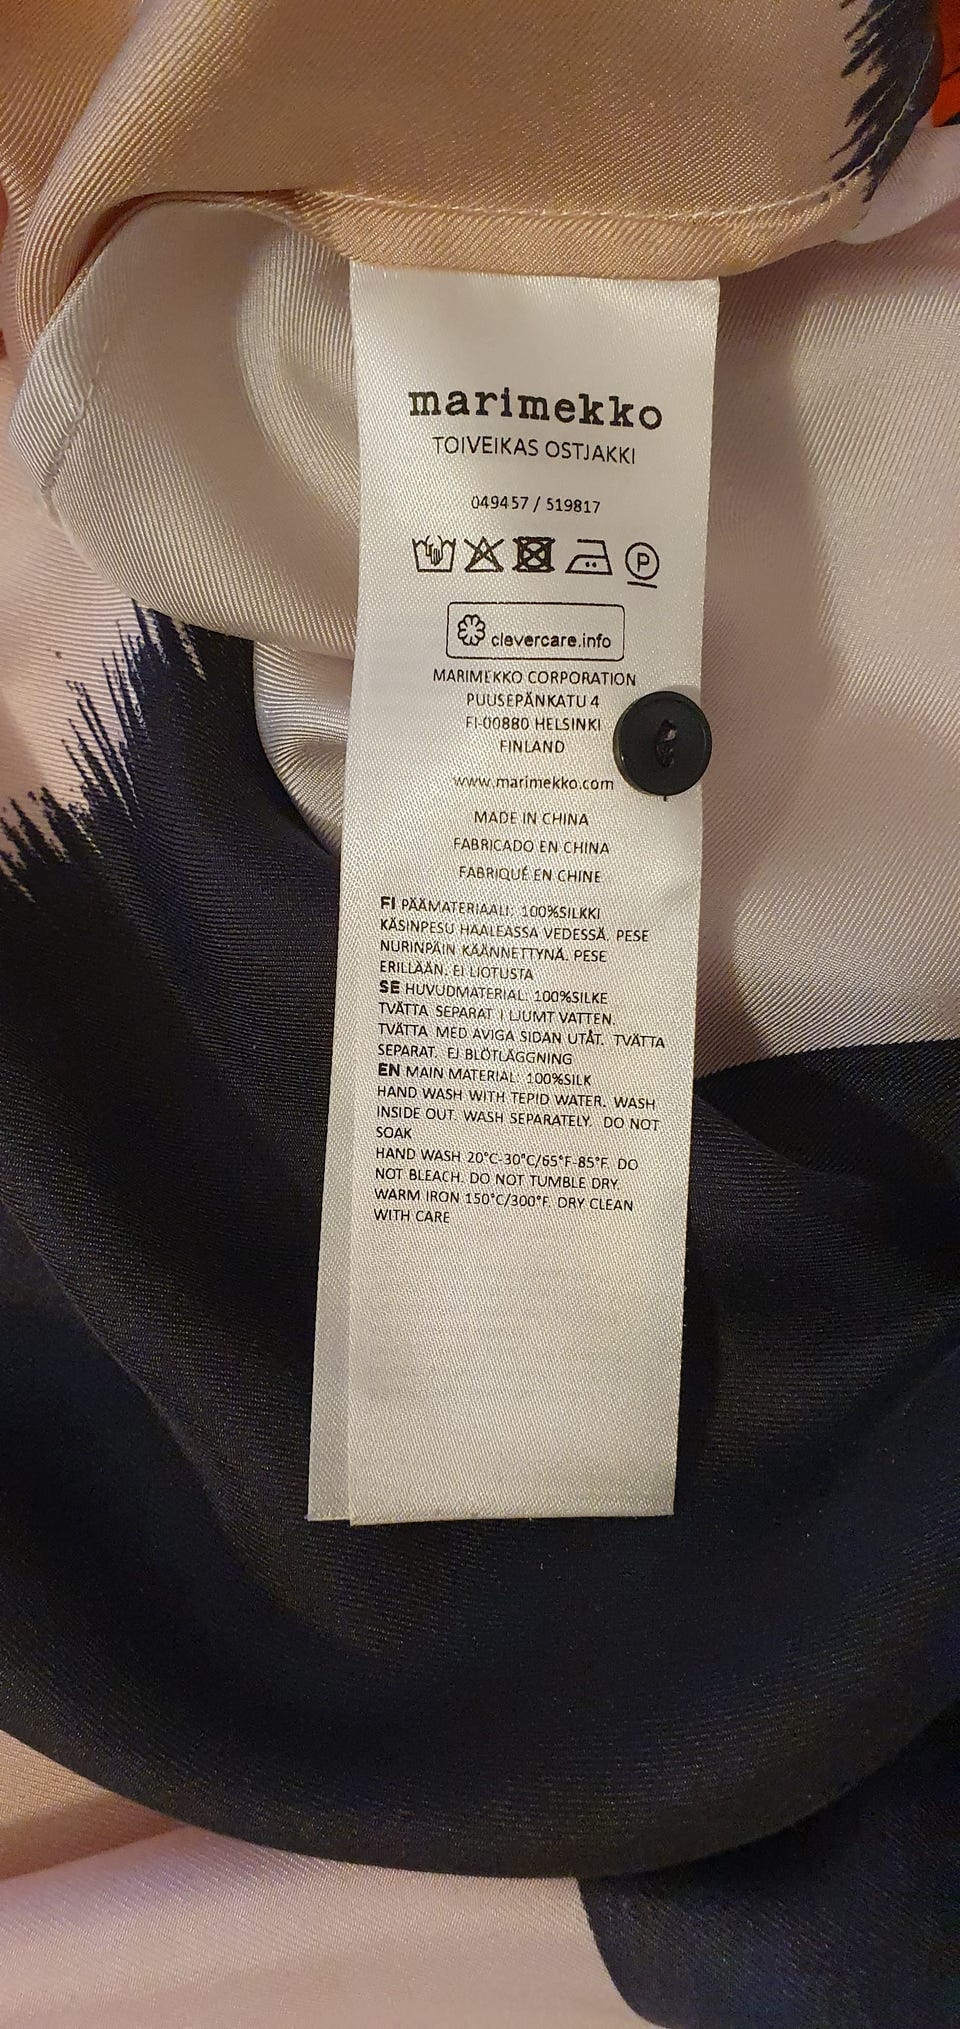 marimekko
TOIVEIKAS OSTJAKKI
049457 / 519817
P
clevercare.info
MARIMEKKO CORPORATION
PUUSEPÄNKATU 4
FI-00880 HELSINKI
FINLAND
www.marimekko.com
MADE IN CHINA
FABRICADO EN CHINA
FABRIQUÉ EN CHINE
FI PÄÄMATERIAALI: 100%SILKKI
KÄSINPESU HAALEASSA VEDESSÄ. PESE
NURINPÄIN KÄÄNNETTYNÄ. PESE
ERILLÄÄN. EI LIOTUSTA
SE HUVUDMATERIAL: 100%SILKE
TVÄTTA SEPARAT I LJUMT VATTEN.
TVÄTTA MED AVIGA SIDAN UTÅT. TVÄTTA
SEPARAT. EJ BLÖTLÄGGNING
EN MAIN MATERIAL: 100%SILK
HAND WASH WITH TEPID WATER. WASH
INSIDE OUT. WASH SEPARATELY. DO NOT
SOAK
HAND WASH 20°C-30°C/65°F-85°F. DO
NOT BLEACH. DO NOT TUMBLE DRY.
WARM IRON 150°C/300°F. DRY CLEAN
WITH CARE